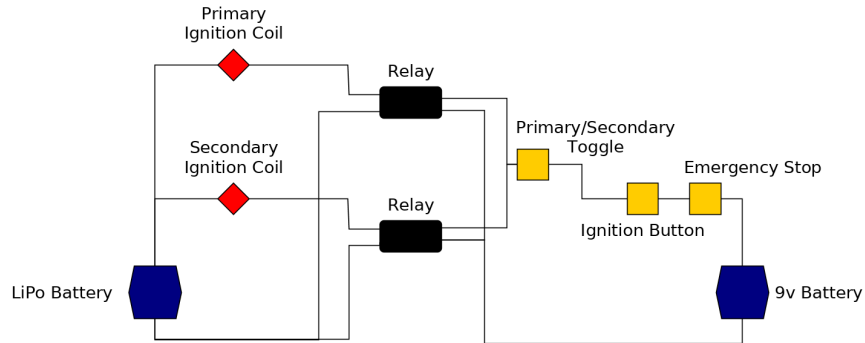 Primary
Ignition Coil
Relay
Primary/Secondary
Toggle
Secondary
Ignition Coil
Emergency Stop
Relay
Ignition Button
LiPo Battery
9v Battery